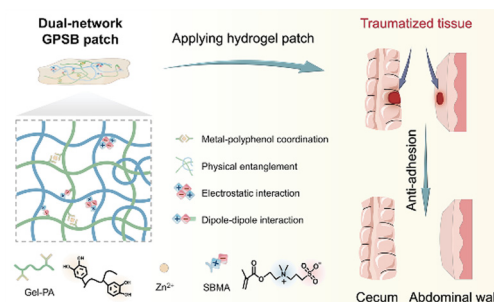 Dual-network
GPSB patch
Applying hydrogel patch
Traumatized tissue
Metal-polyphenol coordination
Physical entanglement
Electrostatic interaction
Dipole-dipole interaction
Anti-adhesion
Gel-PA
Zn²⁺
SBMA
Cecum
Abdominal wall